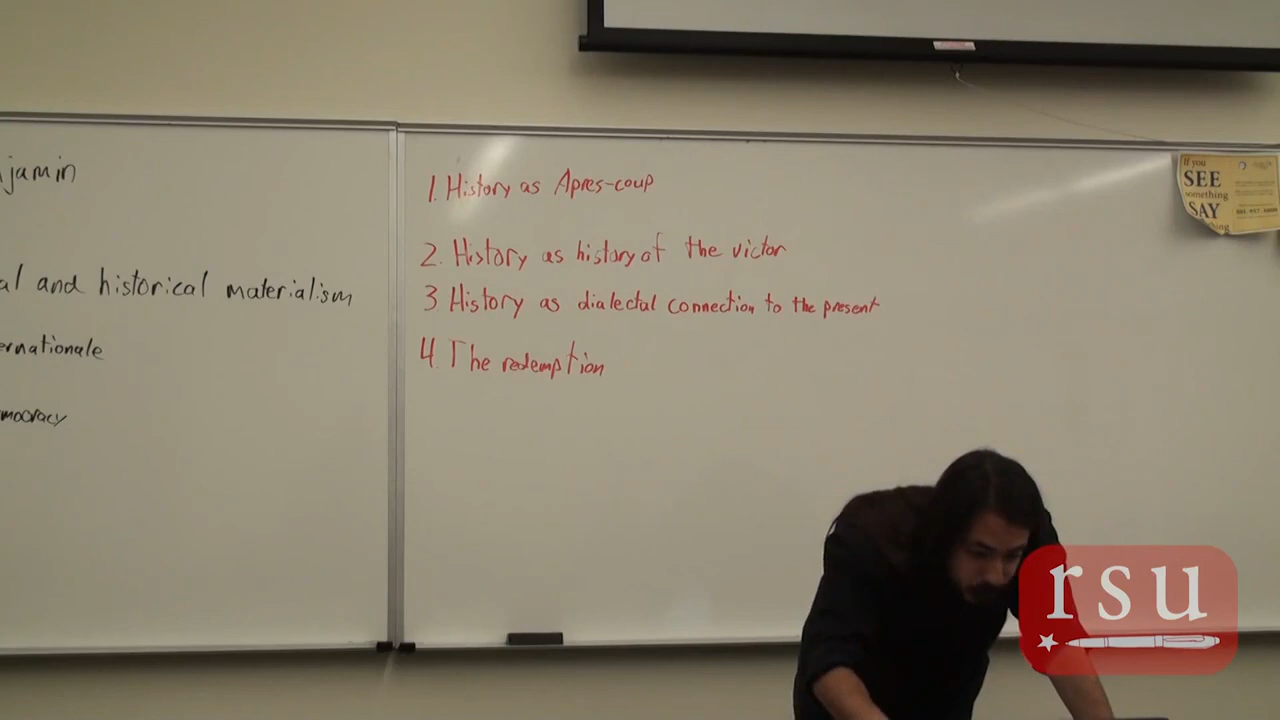 jamin
al and historical materialism
ernationale
mocracy
1. History as Apres-coup
2. History as history of the victor
3 History as dialectal connection to the present
4. The redemption
If you
SEE
something
SAY
rsu